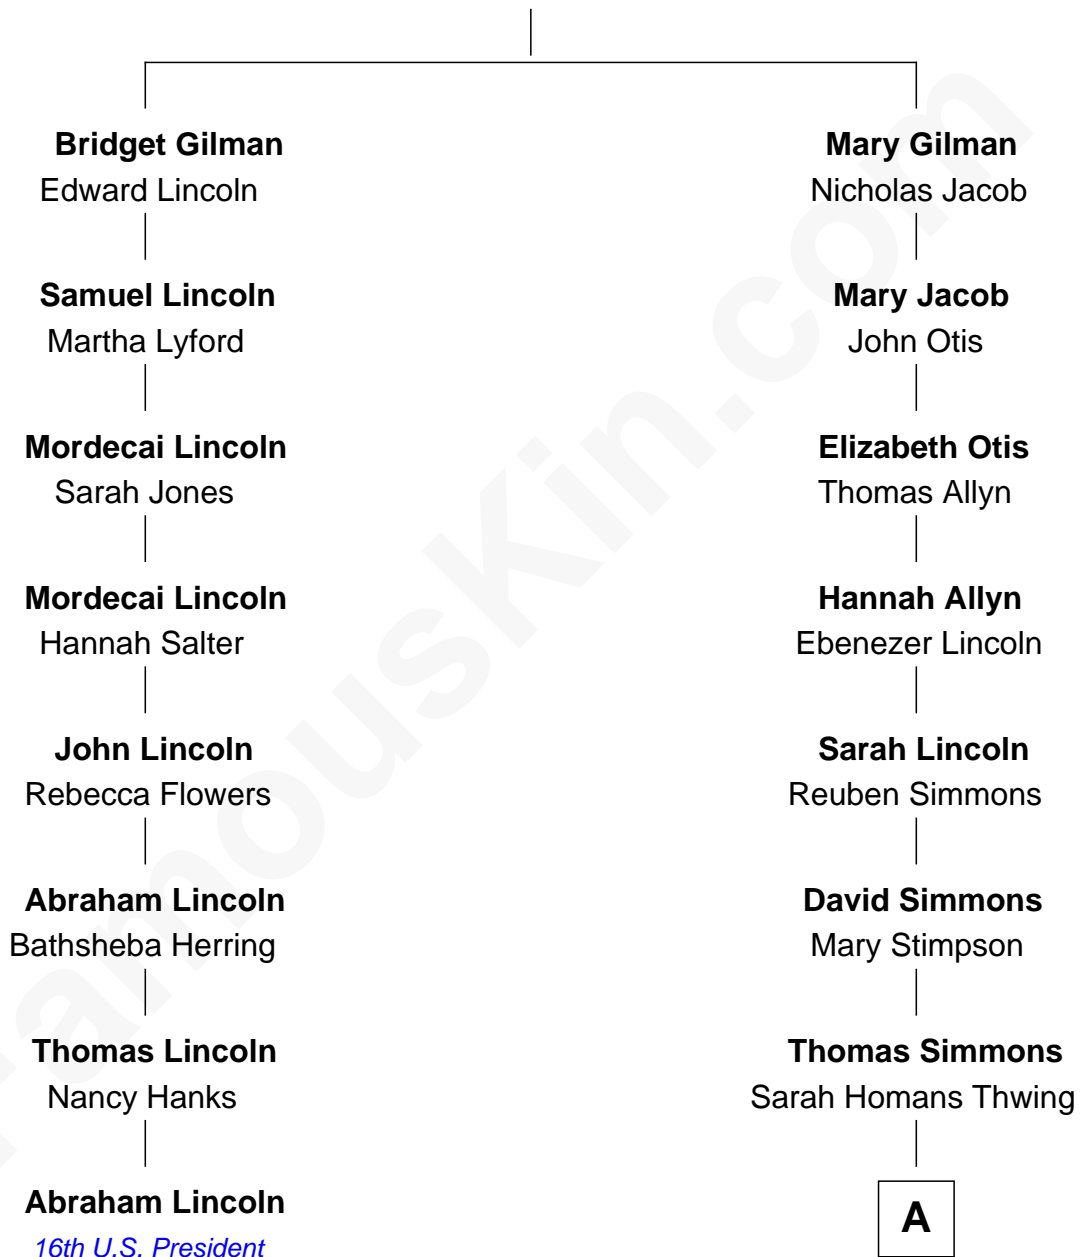 Bridget Gilman
Edward Lincoln
Samuel Lincoln
Martha Lyford
Mordecai Lincoln
Sarah Jones
Mordecai Lincoln
Hannah Salter
John Lincoln
Rebecca Flowers
Abraham Lincoln
Bathsheba Herring
Thomas Lincoln
Nancy Hanks
Abraham Lincoln
16th U.S. President
Mary Gilman
Nicholas Jacob
Mary Jacob
John Otis
Elizabeth Otis
Thomas Allyn
Hannah Allyn
Ebenezer Lincoln
Sarah Lincoln
Reuben Simmons
David Simmons
Mary Stimpson
Thomas Simmons
Sarah Homans Thwing
A
FamousKin.com